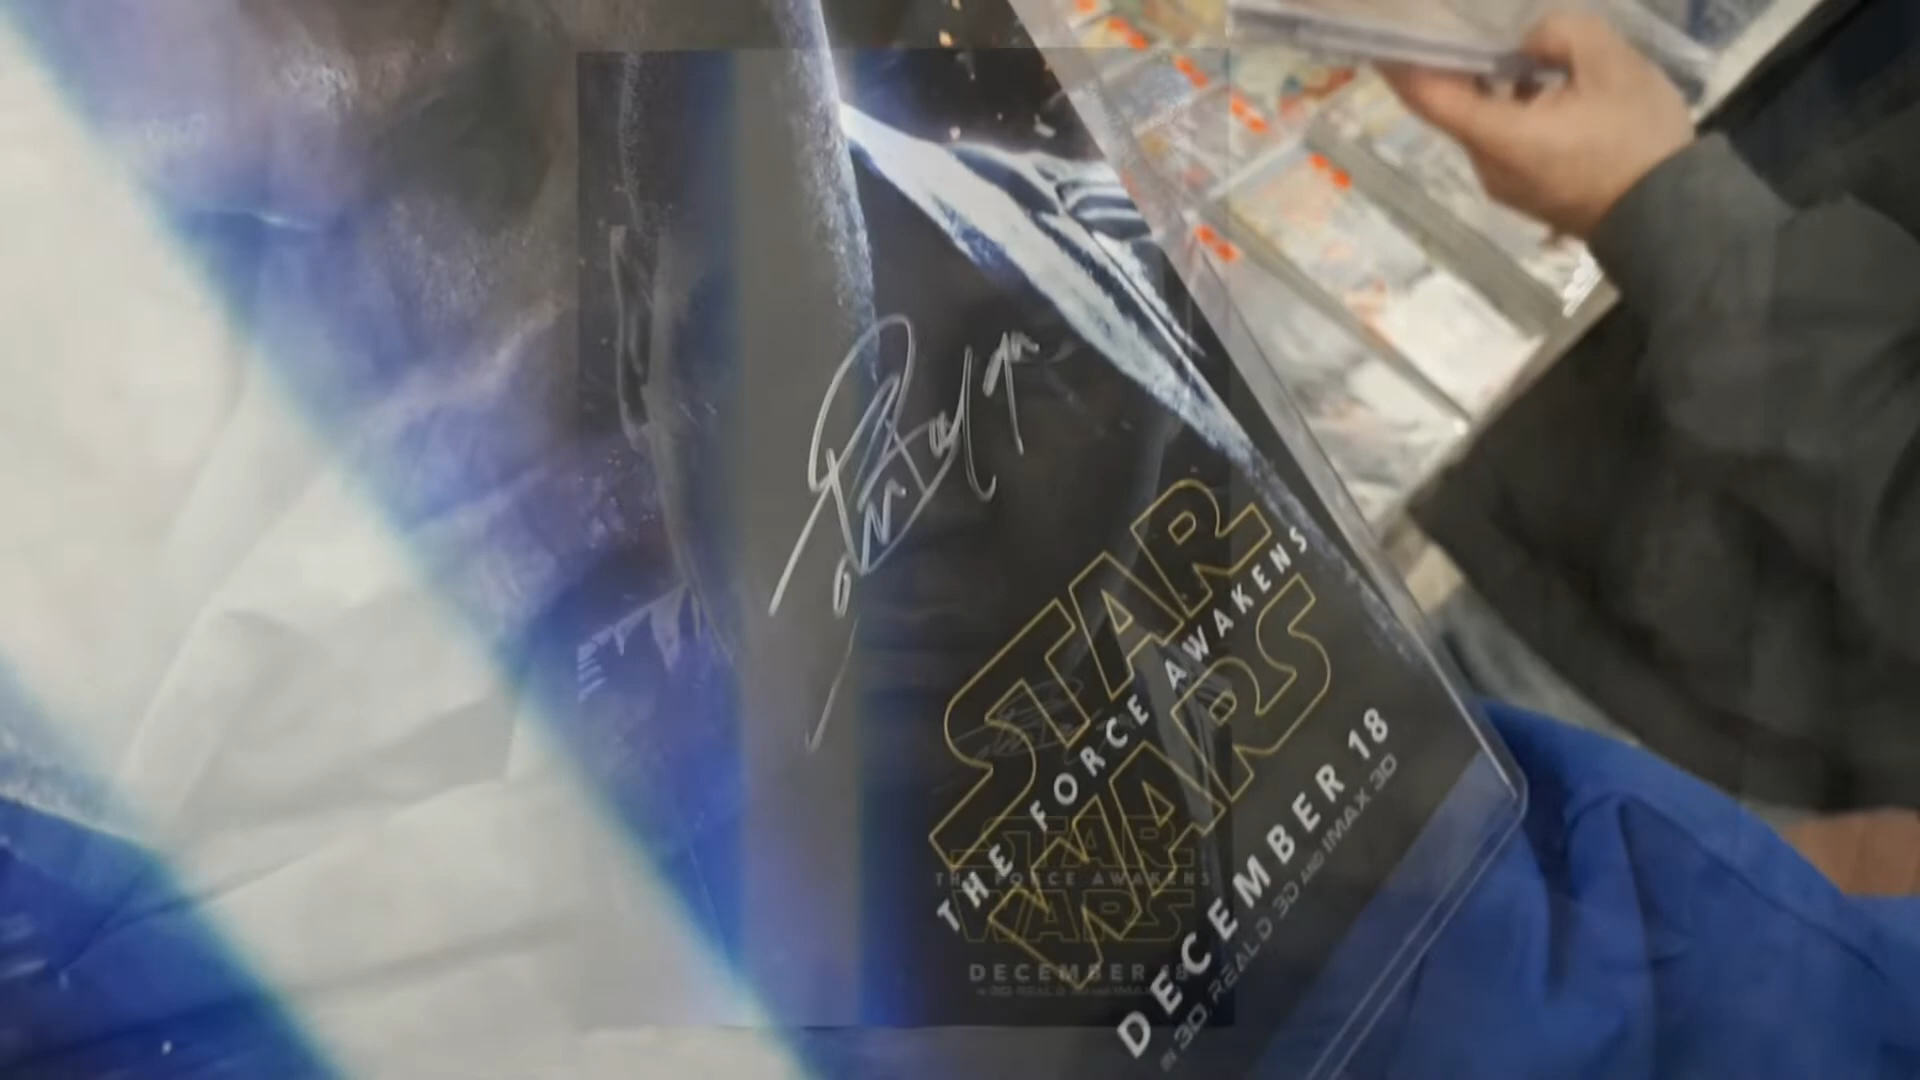 STAR
THE FORCE AWAKENS
WARS
DECEMBER 18
IN 3D, REAL D 3D AND IMAX 3D
STAR
THE FORCE AWAKENS
WARS
DECEMBER 18